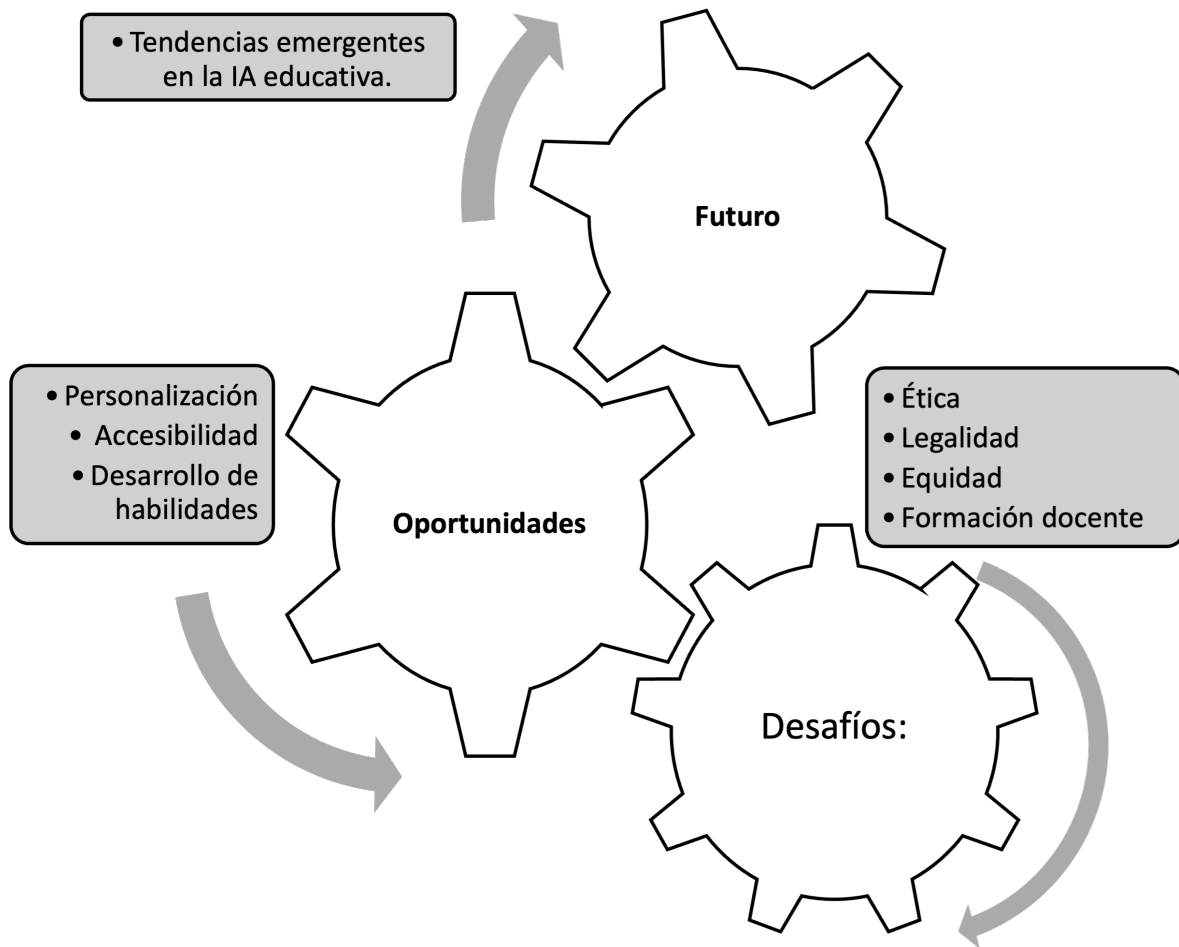 • Tendencias emergentes
en la IA educativa.
Futuro
• Personalización
• Accesibilidad
• Desarrollo de
habilidades
Oportunidades
• Ética
• Legalidad
• Equidad
• Formación docente
Desafíos: